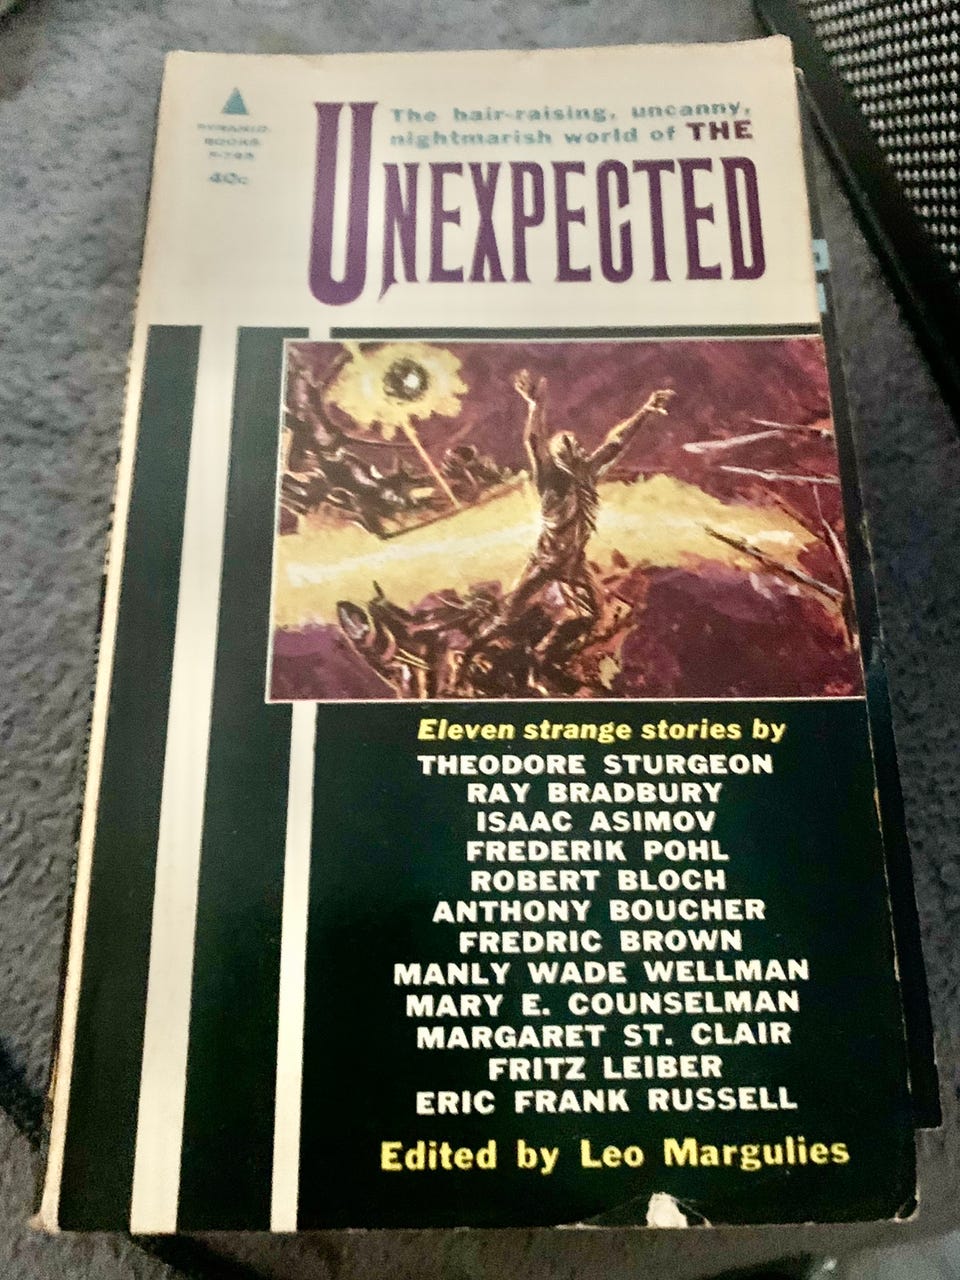 PYRAMID
BOOKS
40c
The hair-raising, uncanny,
nightmarish world of THE
UNEXPECTED
Eleven strange stories by
THEODORE STURGEON
RAY BRADBURY
ISAAC ASIMOV
FREDERIK POHL
ROBERT BLOCH
ANTHONY BOUCHER
FREDRIC BROWN
MANLY WADE WELLMAN
MARY E. COUNSELMAN
MARGARET ST. CLAIR
FRITZ LEIBER
ERIC FRANK RUSSELL
Edited by Leo Margulies